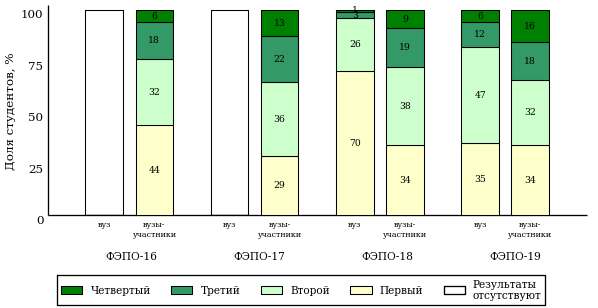 Доля студентов, %
100
75
50
25
0
6
18
32
44
13
22
36
29
1
3
26
70
9
19
38
34
6
12
47
35
16
18
32
34
вуз
вузы-
участники
вуз
вузы-
участники
вуз
вузы-
участники
вуз
вузы-
участники
ФЭПО-16 ФЭПО-17 ФЭПО-18 ФЭПО-19
Четвертый Третий Второй Первый Результаты
отсутствуют